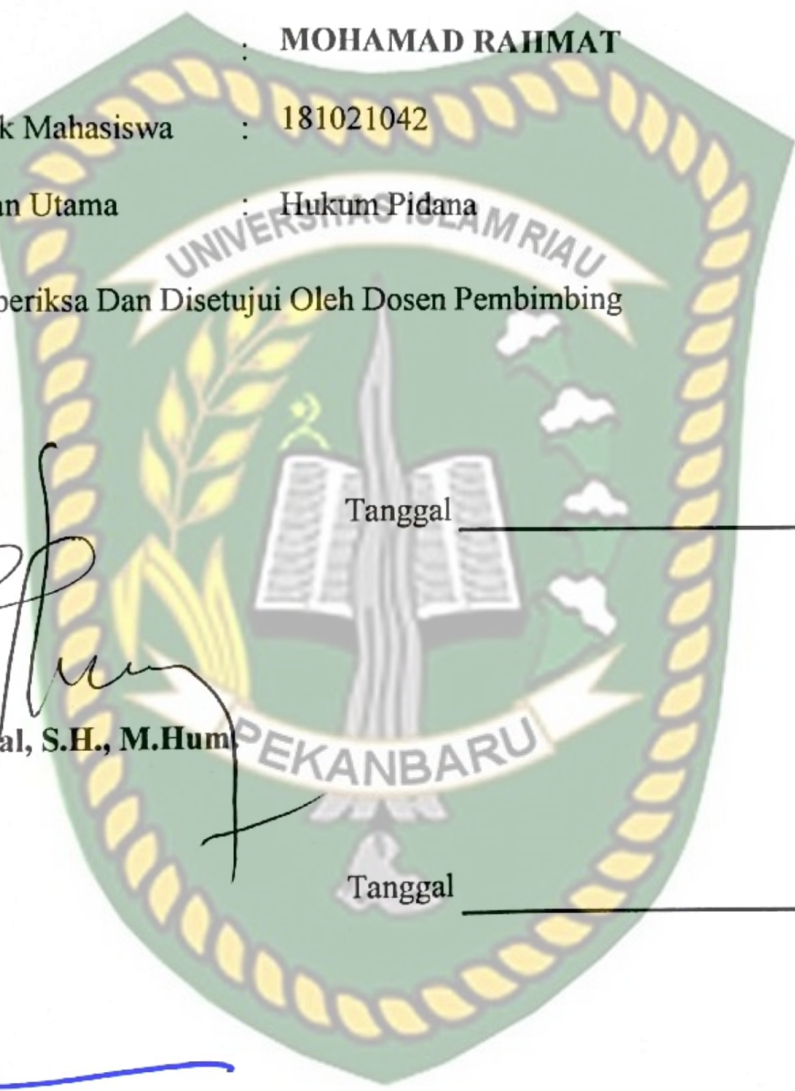 : MOHAMAD RAHMAT
k Mahasiswa : 181021042
an Utama : Hukum Pidana
UNIVERSITAS ISLAM RIAU
periksa Dan Disetujui Oleh Dosen Pembimbing
Tanggal
al, S.H., M.Hum
PEKANBARU
Tanggal